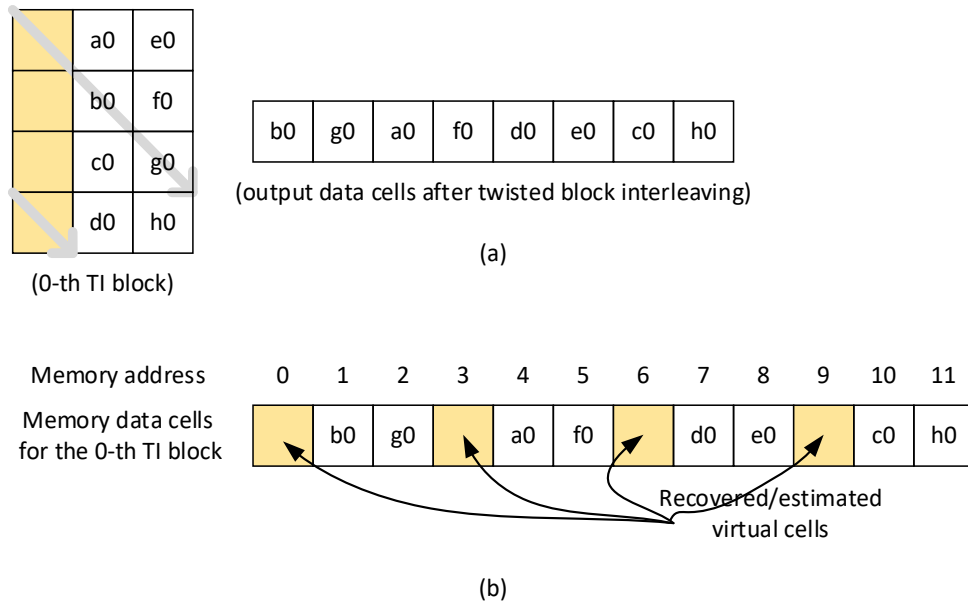 a0 e0
b0 f0
c0 g0
d0 h0
(0-th TI block)
b0 g0 a0 f0 d0 e0 c0 h0
(output data cells after twisted block interleaving)
(a)
Memory address 0 1 2 3 4 5 6 7 8 9 10 11
Memory data cells
for the 0-th TI block
b0 g0 a0 f0 d0 e0 c0 h0
Recovered/estimated
virtual cells
(b)